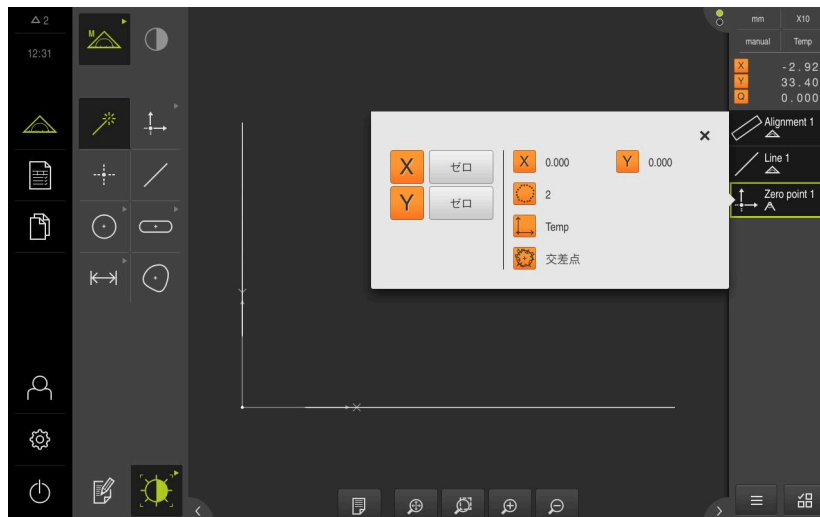 2
12:31
M
mm X10
manual Temp
X -2.92
Y 33.40
Q 0.000
Alignment 1
Line 1
Zero point 1
X ゼロ X 0.000 Y 0.000
Y ゼロ 2
Temp
交差点
Y
X